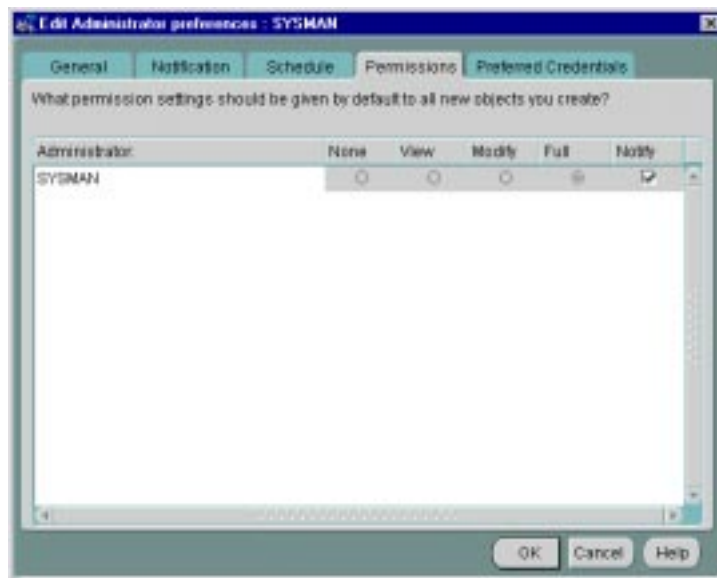 Edit Administrator preferences : SYSMAN
General Notification Schedule Permissions Preferred Credentials
What permission settings should be given by default to all new objects you create?
Administrator None View Modify Full Notify
SYSMAN
OK Cancel Help